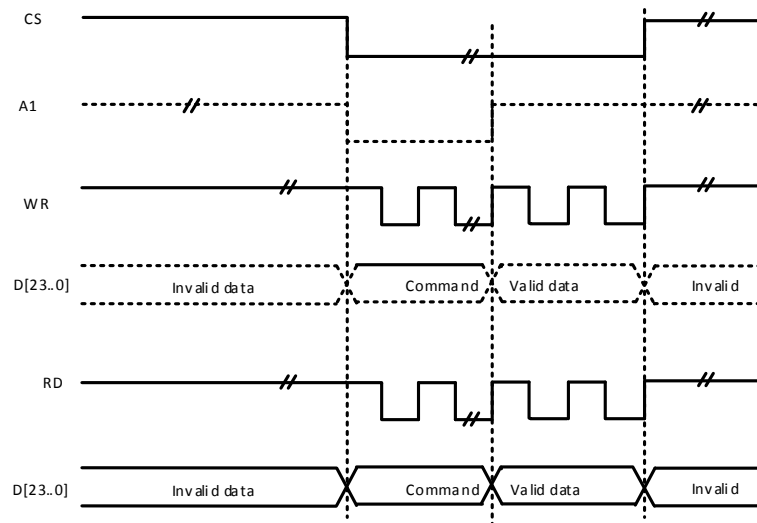 CS
A1
WR
D[23..0] Invalid data Command Valid data Invalid
RD
D[23..0] Invalid data Command Valid data Invalid